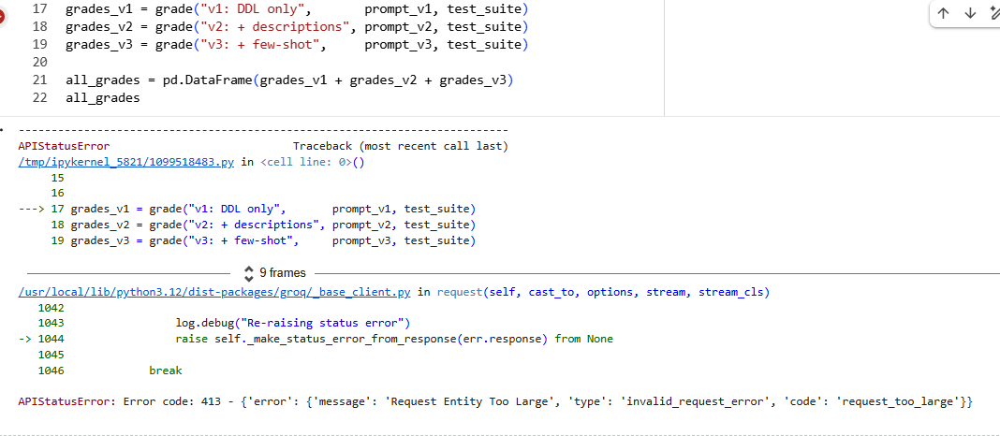 17 grades_v1 = grade("v1: DDL only",       prompt_v1, test_suite)
18 grades_v2 = grade("v2: + descriptions", prompt_v2, test_suite)
19 grades_v3 = grade("v3: + few-shot",     prompt_v3, test_suite)
20
21 all_grades = pd.DataFrame(grades_v1 + grades_v2 + grades_v3)
22 all_grades
---------------------------------------------------------------------------
APIStatusError                            Traceback (most recent call last)
/tmp/ipykernel_5821/1099518483.py in <cell line: 0>()
     15
     16
---> 17 grades_v1 = grade("v1: DDL only",       prompt_v1, test_suite)
     18 grades_v2 = grade("v2: + descriptions", prompt_v2, test_suite)
     19 grades_v3 = grade("v3: + few-shot",     prompt_v3, test_suite)
9 frames
/usr/local/lib/python3.12/dist-packages/groq/_base_client.py in request(self, cast_to, options, stream, stream_cls)
   1042
   1043                 log.debug("Re-raising status error")
-> 1044                 raise self._make_status_error_from_response(err.response) from None
   1045
   1046             break
APIStatusError: Error code: 413 - {'error': {'message': 'Request Entity Too Large', 'type': 'invalid_request_error', 'code': 'request_too_large'}}